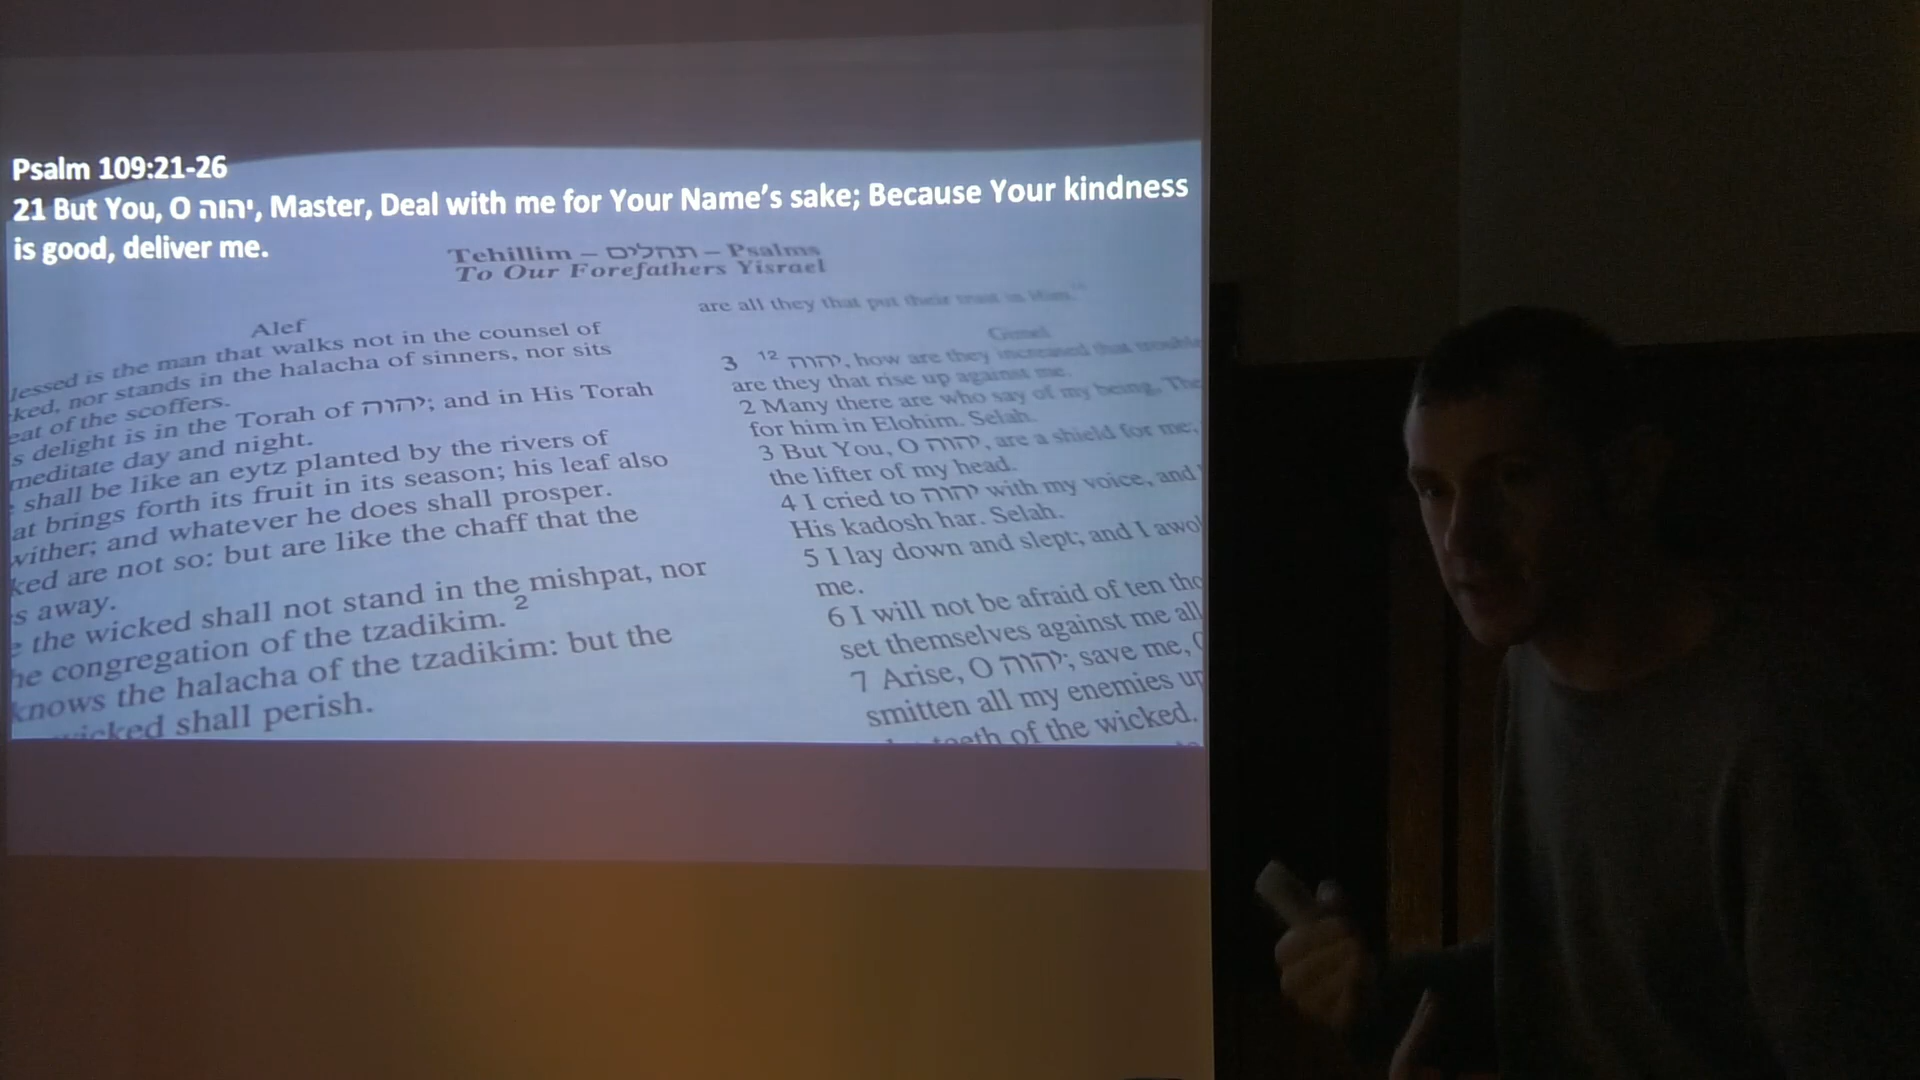 Psalm 109:21-26
21 But You, O יהוה, Master, Deal with me for Your Name’s sake; Because Your kindness
is good, deliver me.
Tehillim – תהלים – Psalms
To Our Forefathers Yisrael
Alef
lessed is the man that walks not in the counsel of
ked, nor stands in the halacha of sinners, nor sits
eat of the scoffers.
s delight is in the Torah of יהוה; and in His Torah
meditate day and night.
shall be like an eytz planted by the rivers of
at brings forth its fruit in its season; his leaf also
wither; and whatever he does shall prosper.
ked are not so: but are like the chaff that the
s away.
the wicked shall not stand in the mishpat, nor
he congregation of the tzadikim. 2
knows the halacha of the tzadikim: but the
wicked shall perish.
are all they that put their trust in Him.
Gimel
3 12 יהוה, how are they increased that trouble
are they that rise up against me.
2 Many there are who say of my being, The
for him in Elohim. Selah.
3 But You, O יהוה, are a shield for me;
the lifter of my head.
4 I cried to יהוה with my voice, and
His kadosh har. Selah.
5 I lay down and slept; and I awo
me.
6 I will not be afraid of ten tho
set themselves against me all
7 Arise, O יהוה; save me, O
smitten all my enemies up
teeth of the wicked.